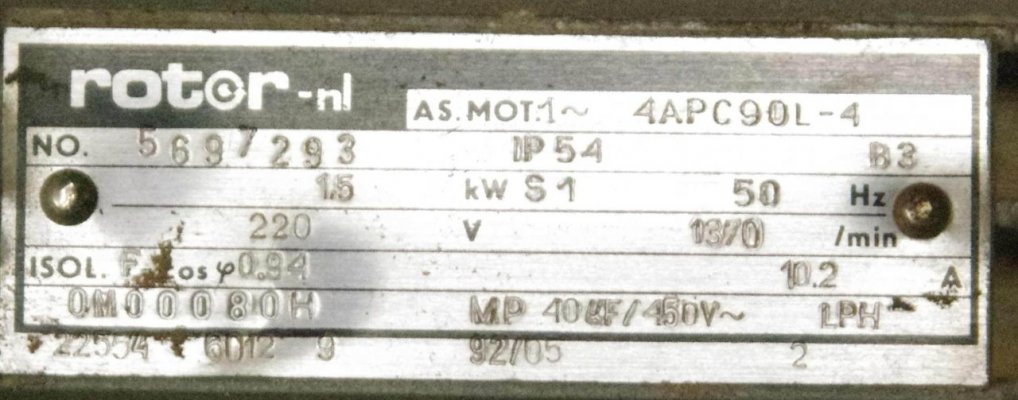 rotor-nl
AS.MOT.1~ 4APC90L-4
NO. 5697293 IP54 B3
1.5 kW S1 50 Hz
220 V 1370 /min
ISOL. F cos φ 0.94 10.2 A
OM00080H MP 40µF/450V~ LPH
22554 6012 9 92/05 2